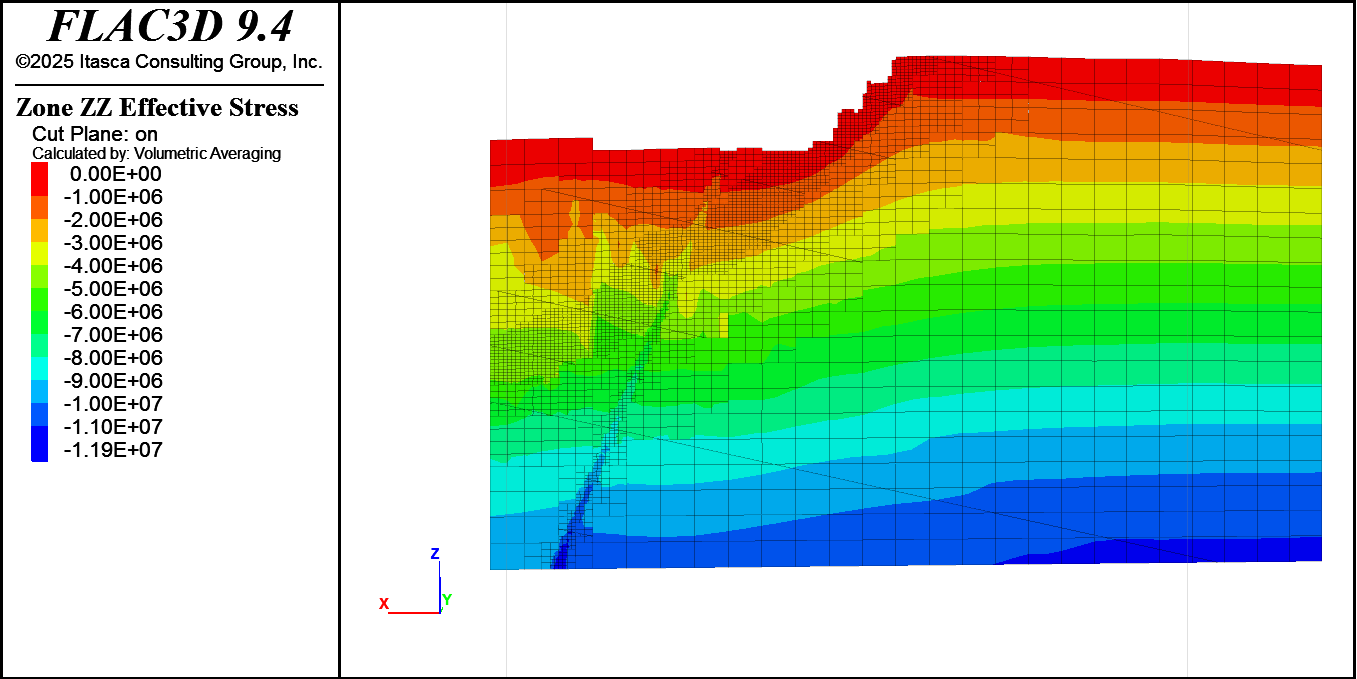 FLAC3D 9.4
©2025 Itasca Consulting Group, Inc.
Zone ZZ Effective Stress
Cut Plane: on
Calculated by: Volumetric Averaging
0.00E+00
-1.00E+06
-2.00E+06
-3.00E+06
-4.00E+06
-5.00E+06
-6.00E+06
-7.00E+06
-8.00E+06
-9.00E+06
-1.00E+07
-1.10E+07
-1.19E+07
Z
X
Y